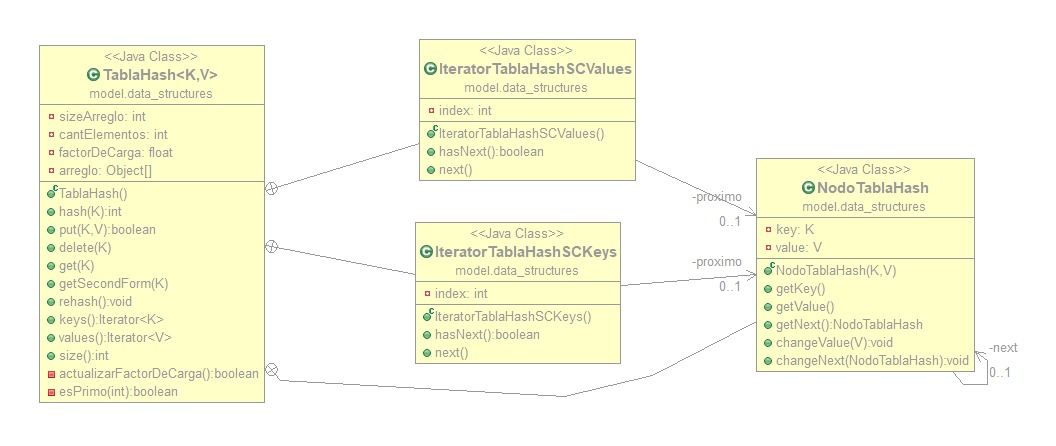 <<Java Class>>
TablaHash<K,V>
model.data_structures
sizeArreglo: int
cantElementos: int
factorDeCarga: float
arreglo: Object[]
TablaHash()
hash(K):int
put(K,V):boolean
delete(K)
get(K)
getSecondForm(K)
rehash():void
keys():Iterator<K>
values():Iterator<V>
size():int
actualizarFactorDeCarga():boolean
esPrimo(int):boolean
<<Java Class>>
IteratorTablaHashSCValues
model.data_structures
index: int
IteratorTablaHashSCValues()
hasNext():boolean
next()
<<Java Class>>
IteratorTablaHashSCKeys
model.data_structures
index: int
IteratorTablaHashSCKeys()
hasNext():boolean
next()
-proximo
0..1
-proximo
0..1
<<Java Class>>
NodoTablaHash
model.data_structures
key: K
value: V
NodoTablaHash(K,V)
getKey()
getValue()
getNext():NodoTablaHash
changeValue(V):void
changeNext(NodoTablaHash):void
-next
0..1